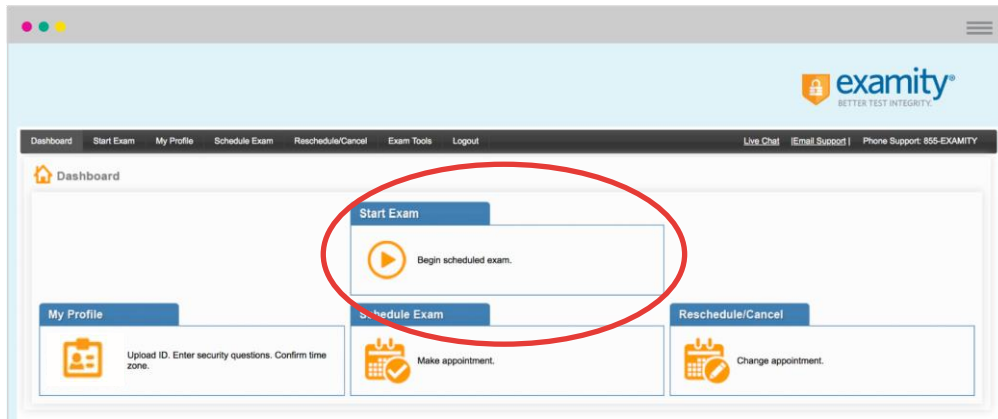 examity®
BETTER TEST INTEGRITY.
Dashboard Start Exam My Profile Schedule Exam Reschedule/Cancel Exam Tools Logout Live Chat |Email Support| Phone Support: 855-EXAMITY
Dashboard
Start Exam
Begin scheduled exam.
My Profile
Upload ID. Enter security questions. Confirm time
zone.
Schedule Exam
Make appointment.
Reschedule/Cancel
Change appointment.